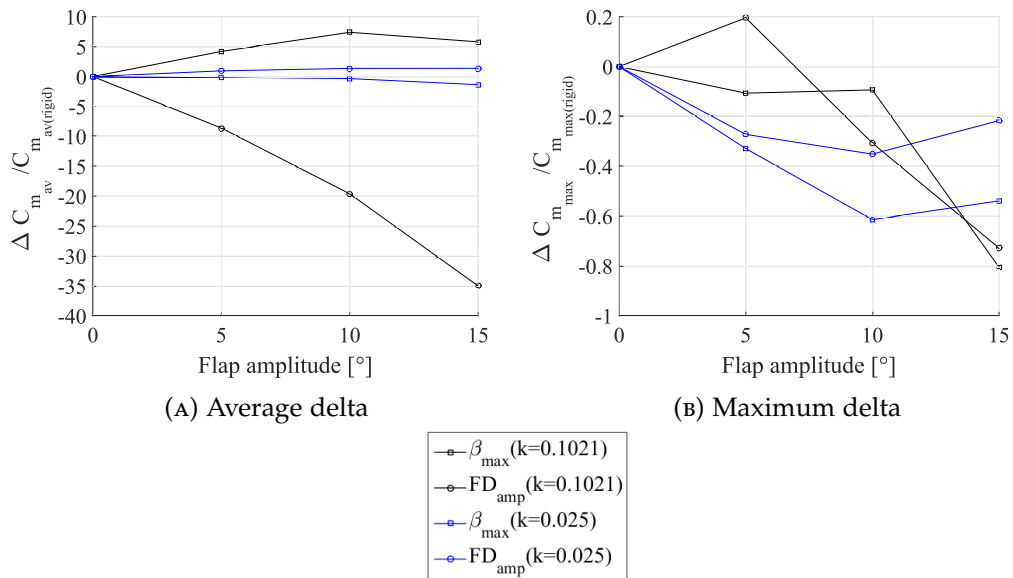 10
5
0
-5
-10
-15
-20
-25
-30
-35
-40
0 5 10 15
Δ C_m_av /C_m_av(rigid)
Flap amplitude [°]
(A) Average delta
0.2
0
-0.2
-0.4
-0.6
-0.8
-1
0 5 10 15
Δ C_m_max /C_m_max(rigid)
Flap amplitude [°]
(B) Maximum delta
β_max(k=0.1021)
FD_amp(k=0.1021)
β_max(k=0.025)
FD_amp(k=0.025)